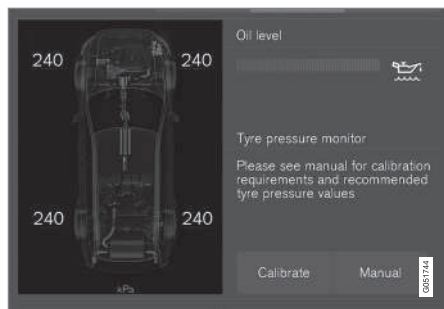 240 240
240 240
kPa
Oil level
Tyre pressure monitor
Please see manual for calibration
requirements and recommended
tyre pressure values
Calibrate Manual
G051744